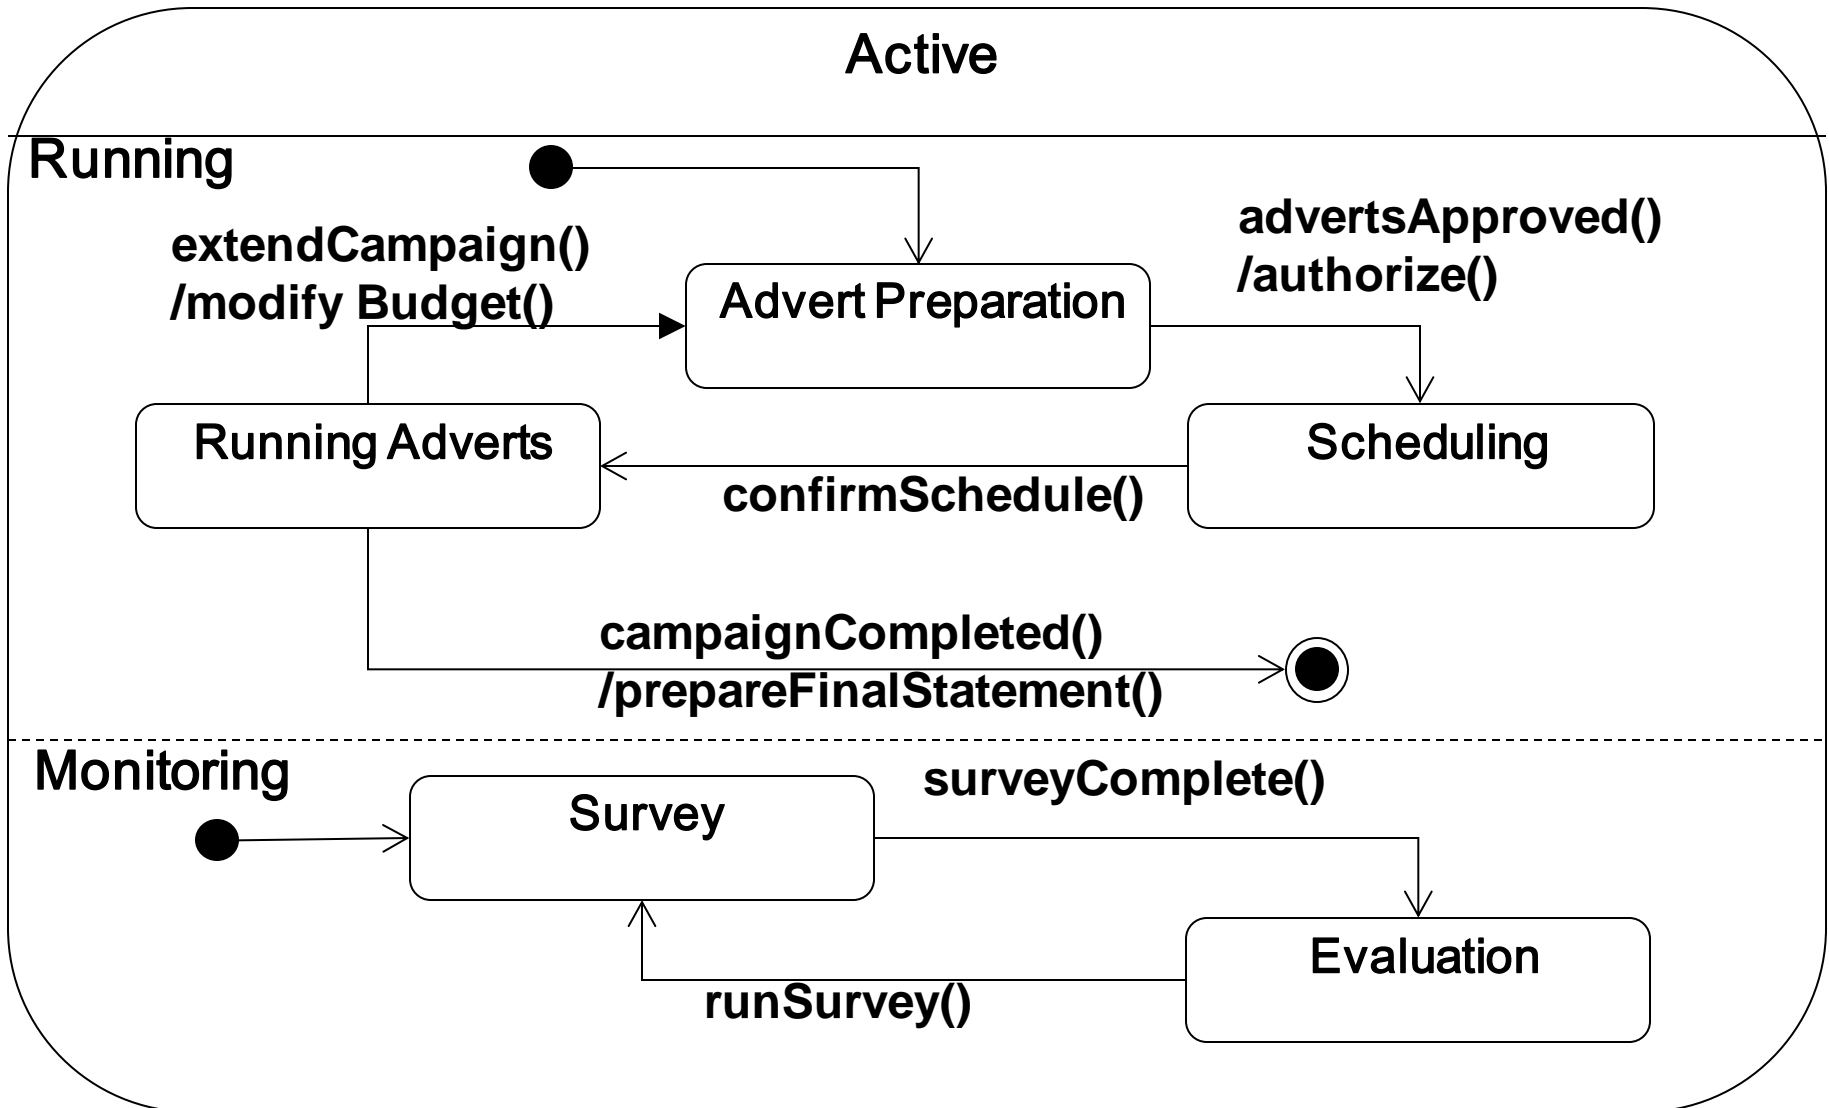 Active
Running
extendCampaign()
/modify Budget()
Advert Preparation
advertsApproved()
/authorize()
Running Adverts
Scheduling
confirmSchedule()
campaignCompleted()
/prepareFinalStatement()
Monitoring
Survey
surveyComplete()
Evaluation
runSurvey()